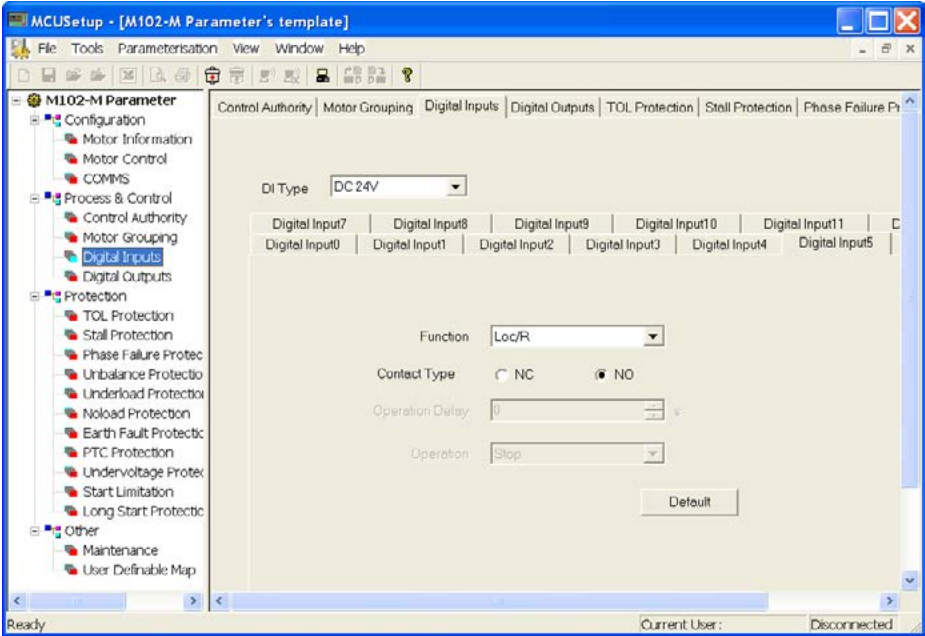 MCUSetup - [M102-M Parameter's template]
File Tools Parameterisation View Window Help
M102-M Parameter
Configuration
Motor Information
Motor Control
COMMS
Process & Control
Control Authority
Motor Grouping
Digital Inputs
Digital Outputs
Protection
TOL Protection
Stall Protection
Phase Failure Protec
Unbalance Protectio
Underload Protection
Noload Protection
Earth Fault Protectic
PTC Protection
Undervoltage Protec
Start Limitation
Long Start Protectic
Other
Maintenance
User Definable Map
Control Authority Motor Grouping Digital Inputs Digital Outputs TOL Protection Stall Protection Phase Failure Pr
DI Type DC 24V
Digital Input7 Digital Input8 Digital Input9 Digital Input10 Digital Input11 D
Digital Input0 Digital Input1 Digital Input2 Digital Input3 Digital Input4 Digital Input5
Function Loc/R
Contact Type NC NO
Operation Delay 0 s
Operation Stop
Default
Ready Current User: Disconnected